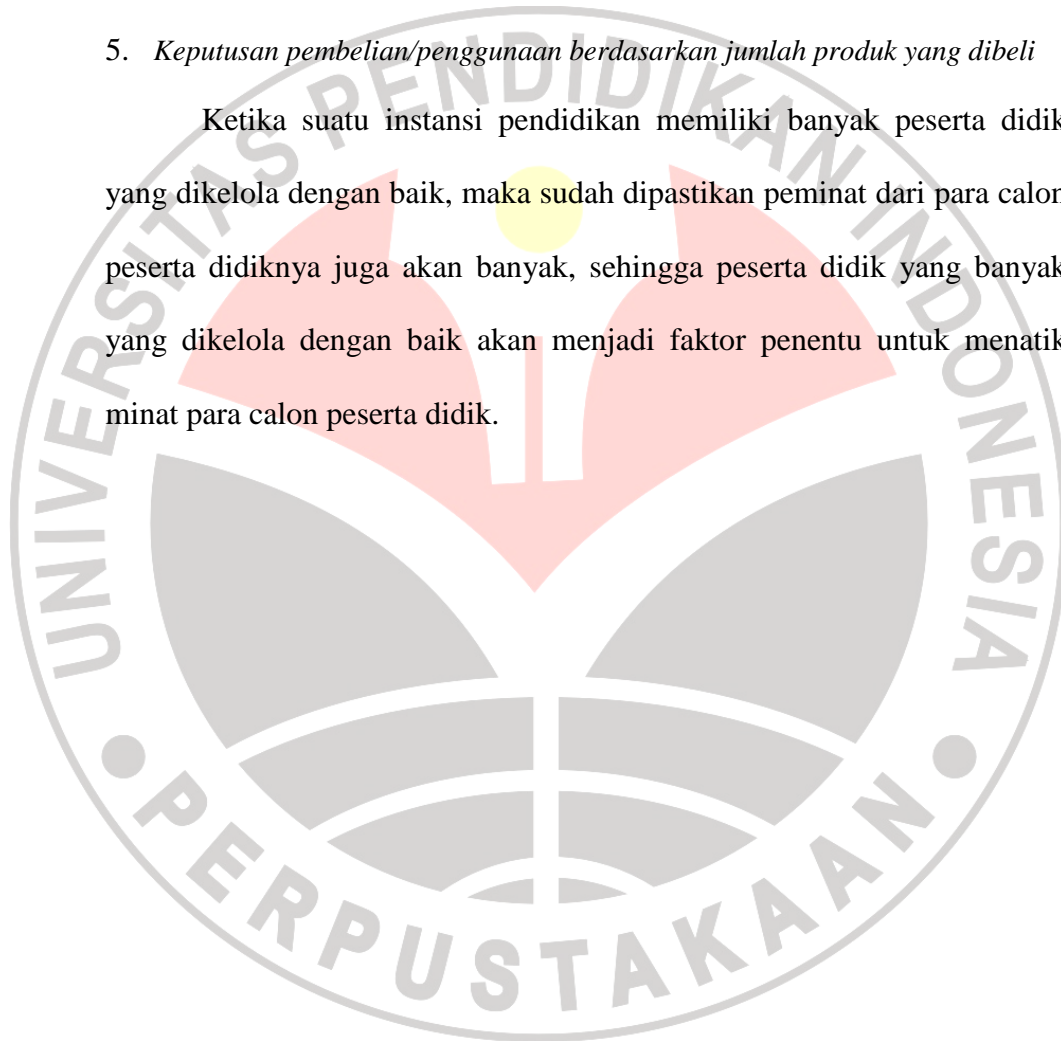 5. Keputusan pembelian/penggunaan berdasarkan jumlah produk yang dibeli
Ketika suatu instansi pendidikan memiliki banyak peserta didik
yang dikelola dengan baik, maka sudah dipastikan peminat dari para calon
peserta didiknya juga akan banyak, sehingga peserta didik yang banyak
yang dikelola dengan baik akan menjadi faktor penentu untuk menatik
minat para calon peserta didik.
UNIVERSITAS PENDIDIKAN INDONESIA
PERPUSTAKAAN